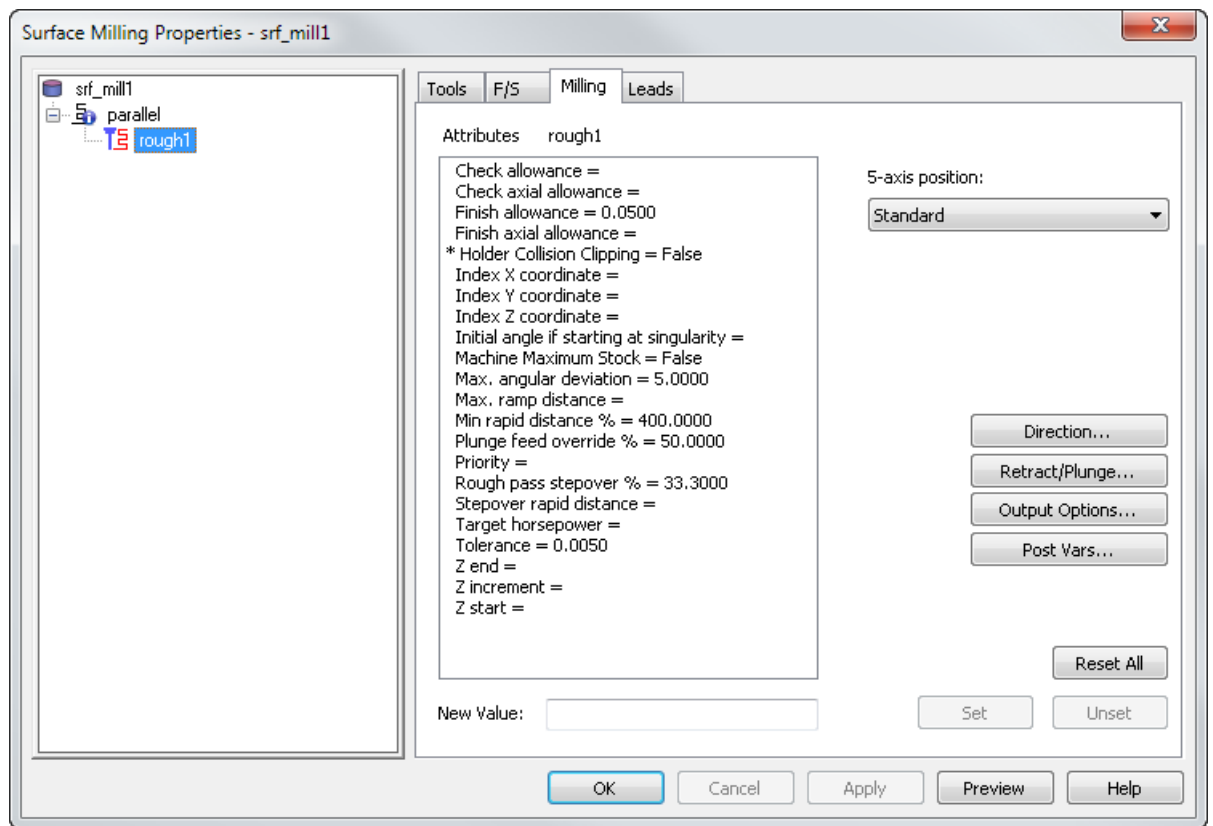 Surface Milling Properties - srf_mill1
srf_mill1
parallel
rough1
Tools F/S Milling Leads
Attributes rough1
Check allowance =
Check axial allowance =
Finish allowance = 0.0500
Finish axial allowance =
* Holder Collision Clipping = False
Index X coordinate =
Index Y coordinate =
Index Z coordinate =
Initial angle if starting at singularity =
Machine Maximum Stock = False
Max. angular deviation = 5.0000
Max. ramp distance =
Min rapid distance % = 400.0000
Plunge feed override % = 50.0000
Priority =
Rough pass stepover % = 33.3000
Stepover rapid distance =
Target horsepower =
Tolerance = 0.0050
Z end =
Z increment =
Z start =
5-axis position:
Standard
Direction...
Retract/Plunge...
Output Options...
Post Vars...
Reset All
New Value: Set Unset
OK Cancel Apply Preview Help